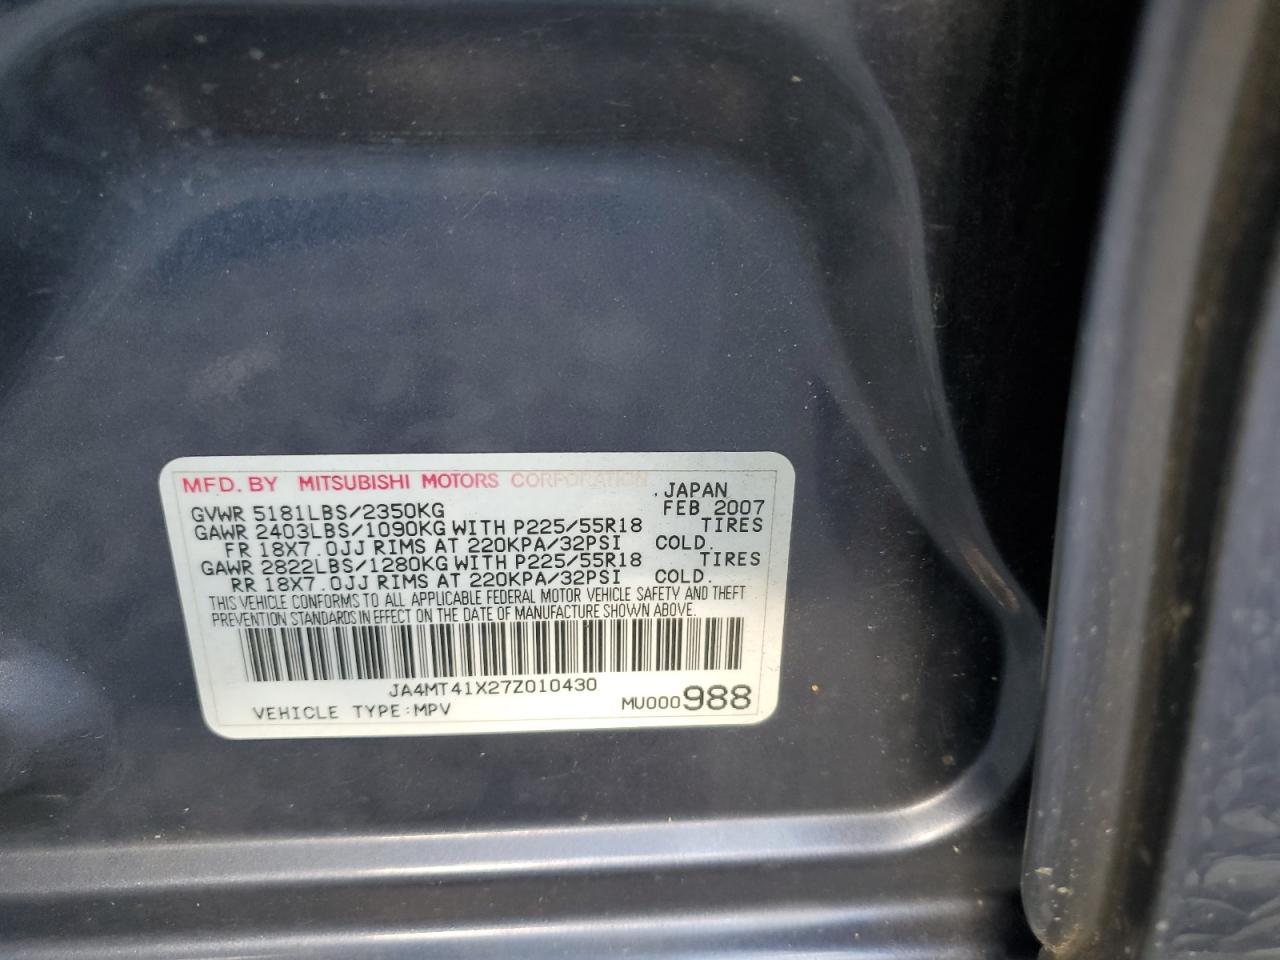 MFD. BY MITSUBISHI MOTORS CORPORATION JAPAN
GVWR 5181LBS/2350KG FEB 2007
GAWR 2403LBS/1090KG WITH P225/55R18 TIRES
FR 18X7.0JJ RIMS AT 220KPA/32PSI COLD.
GAWR 2822LBS/1280KG WITH P225/55R18 TIRES
RR 18X7.0JJ RIMS AT 220KPA/32PSI COLD.
THIS VEHICLE CONFORMS TO ALL APPLICABLE FEDERAL MOTOR VEHICLE SAFETY AND THEFT
PREVENTION STANDARDS IN EFFECT ON THE DATE OF MANUFACTURE SHOWN ABOVE.
JA4MT41X27Z010430
VEHICLE TYPE:MPV MU000988